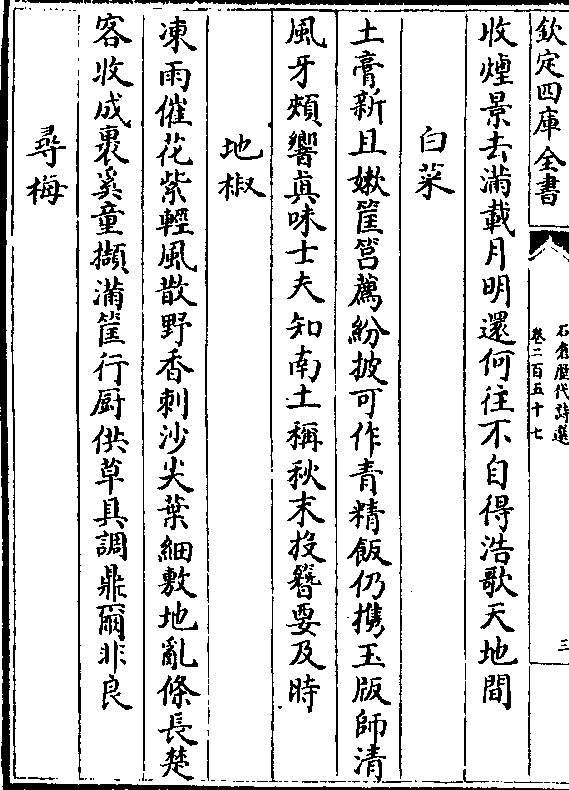 欽定四庫全書
石倉歷代詩選
卷二百五十七
三
收煙景去滿載月明還何往不自得浩歌天地間
白菜
土膏新且嫰筐筥薦紛披可作青精飯仍攜玉版師清
風牙頰響真味士夫知南土稱秋末投簪要及時
地椒
凍雨催花紫輕風散野香刺沙尖葉細敷地亂條長楚
客收成裹奚童擷滿筐行厨供草具調鼎爾非良
尋梅